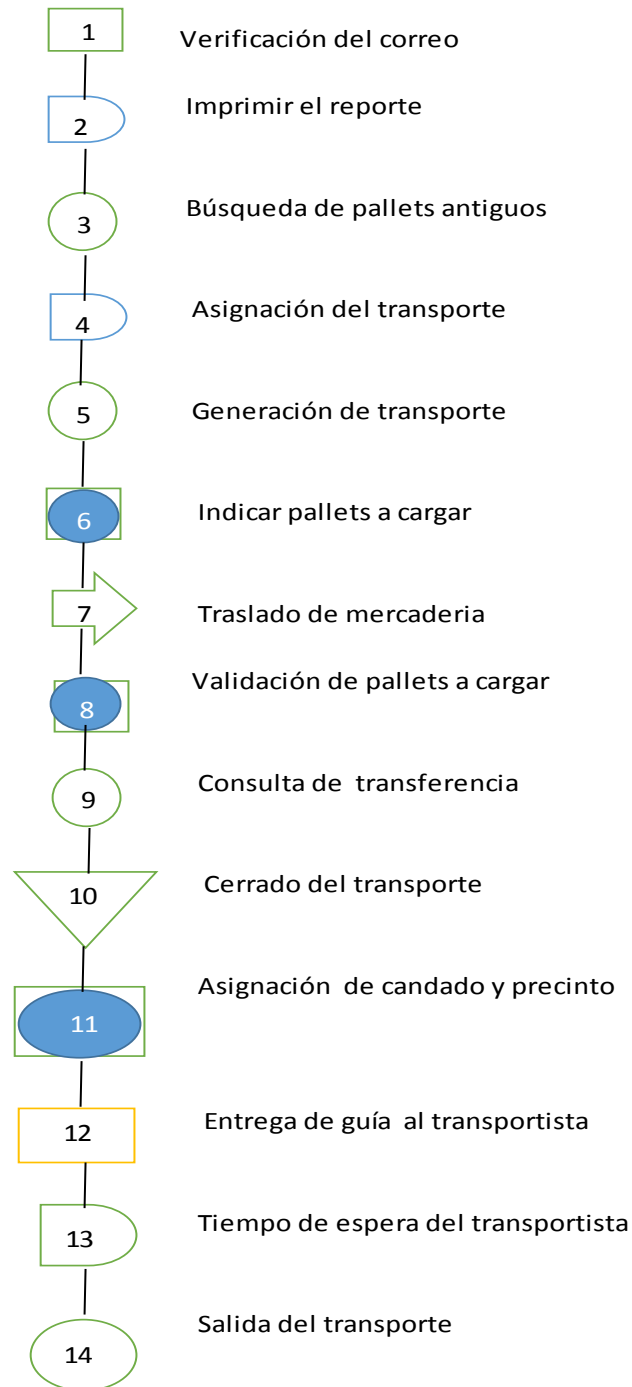 1 Verificación del correo
2 Imprimir el reporte
3 Búsqueda de pallets antiguos
4 Asignación del transporte
5 Generación de transporte
6 Indicar pallets a cargar
7 Traslado de mercaderia
8 Validación de pallets a cargar
9 Consulta de transferencia
10 Cerrado del transporte
11 Asignación de candado y precinto
12 Entrega de guía al transportista
13 Tiempo de espera del transportista
14 Salida del transporte